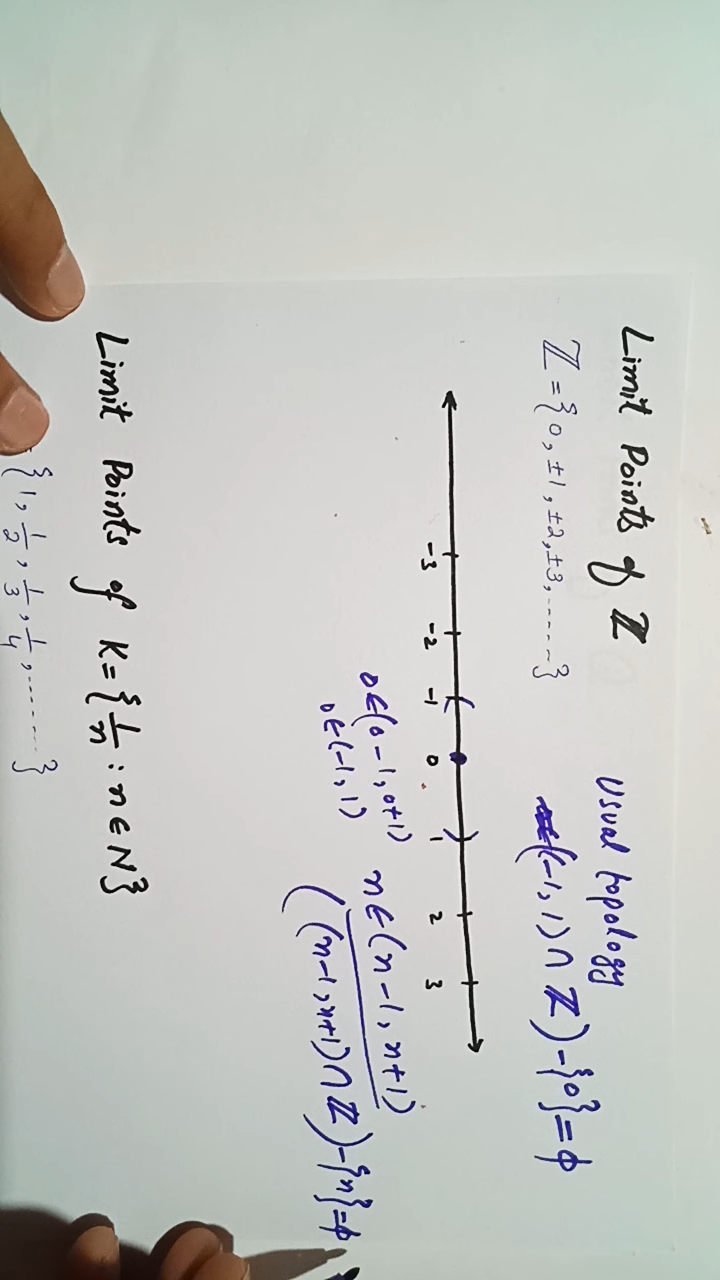 Limit Points of ℤ
Usual topology
ℤ = {0, ±1, ±2, ±3, ......}
((-1, 1) ∩ ℤ) - {0} = ϕ
-3 -2 -1 0 1 2 3
0 ∈ (0-1, 0+1)
0 ∈ (-1, 1)
n ∈ (n-1, n+1)
((n-1, n+1) ∩ ℤ) - {n} = ϕ
Limit Points of K = {1/n : n ∈ N}
= {1, 1/2, 1/3, 1/4, .......}